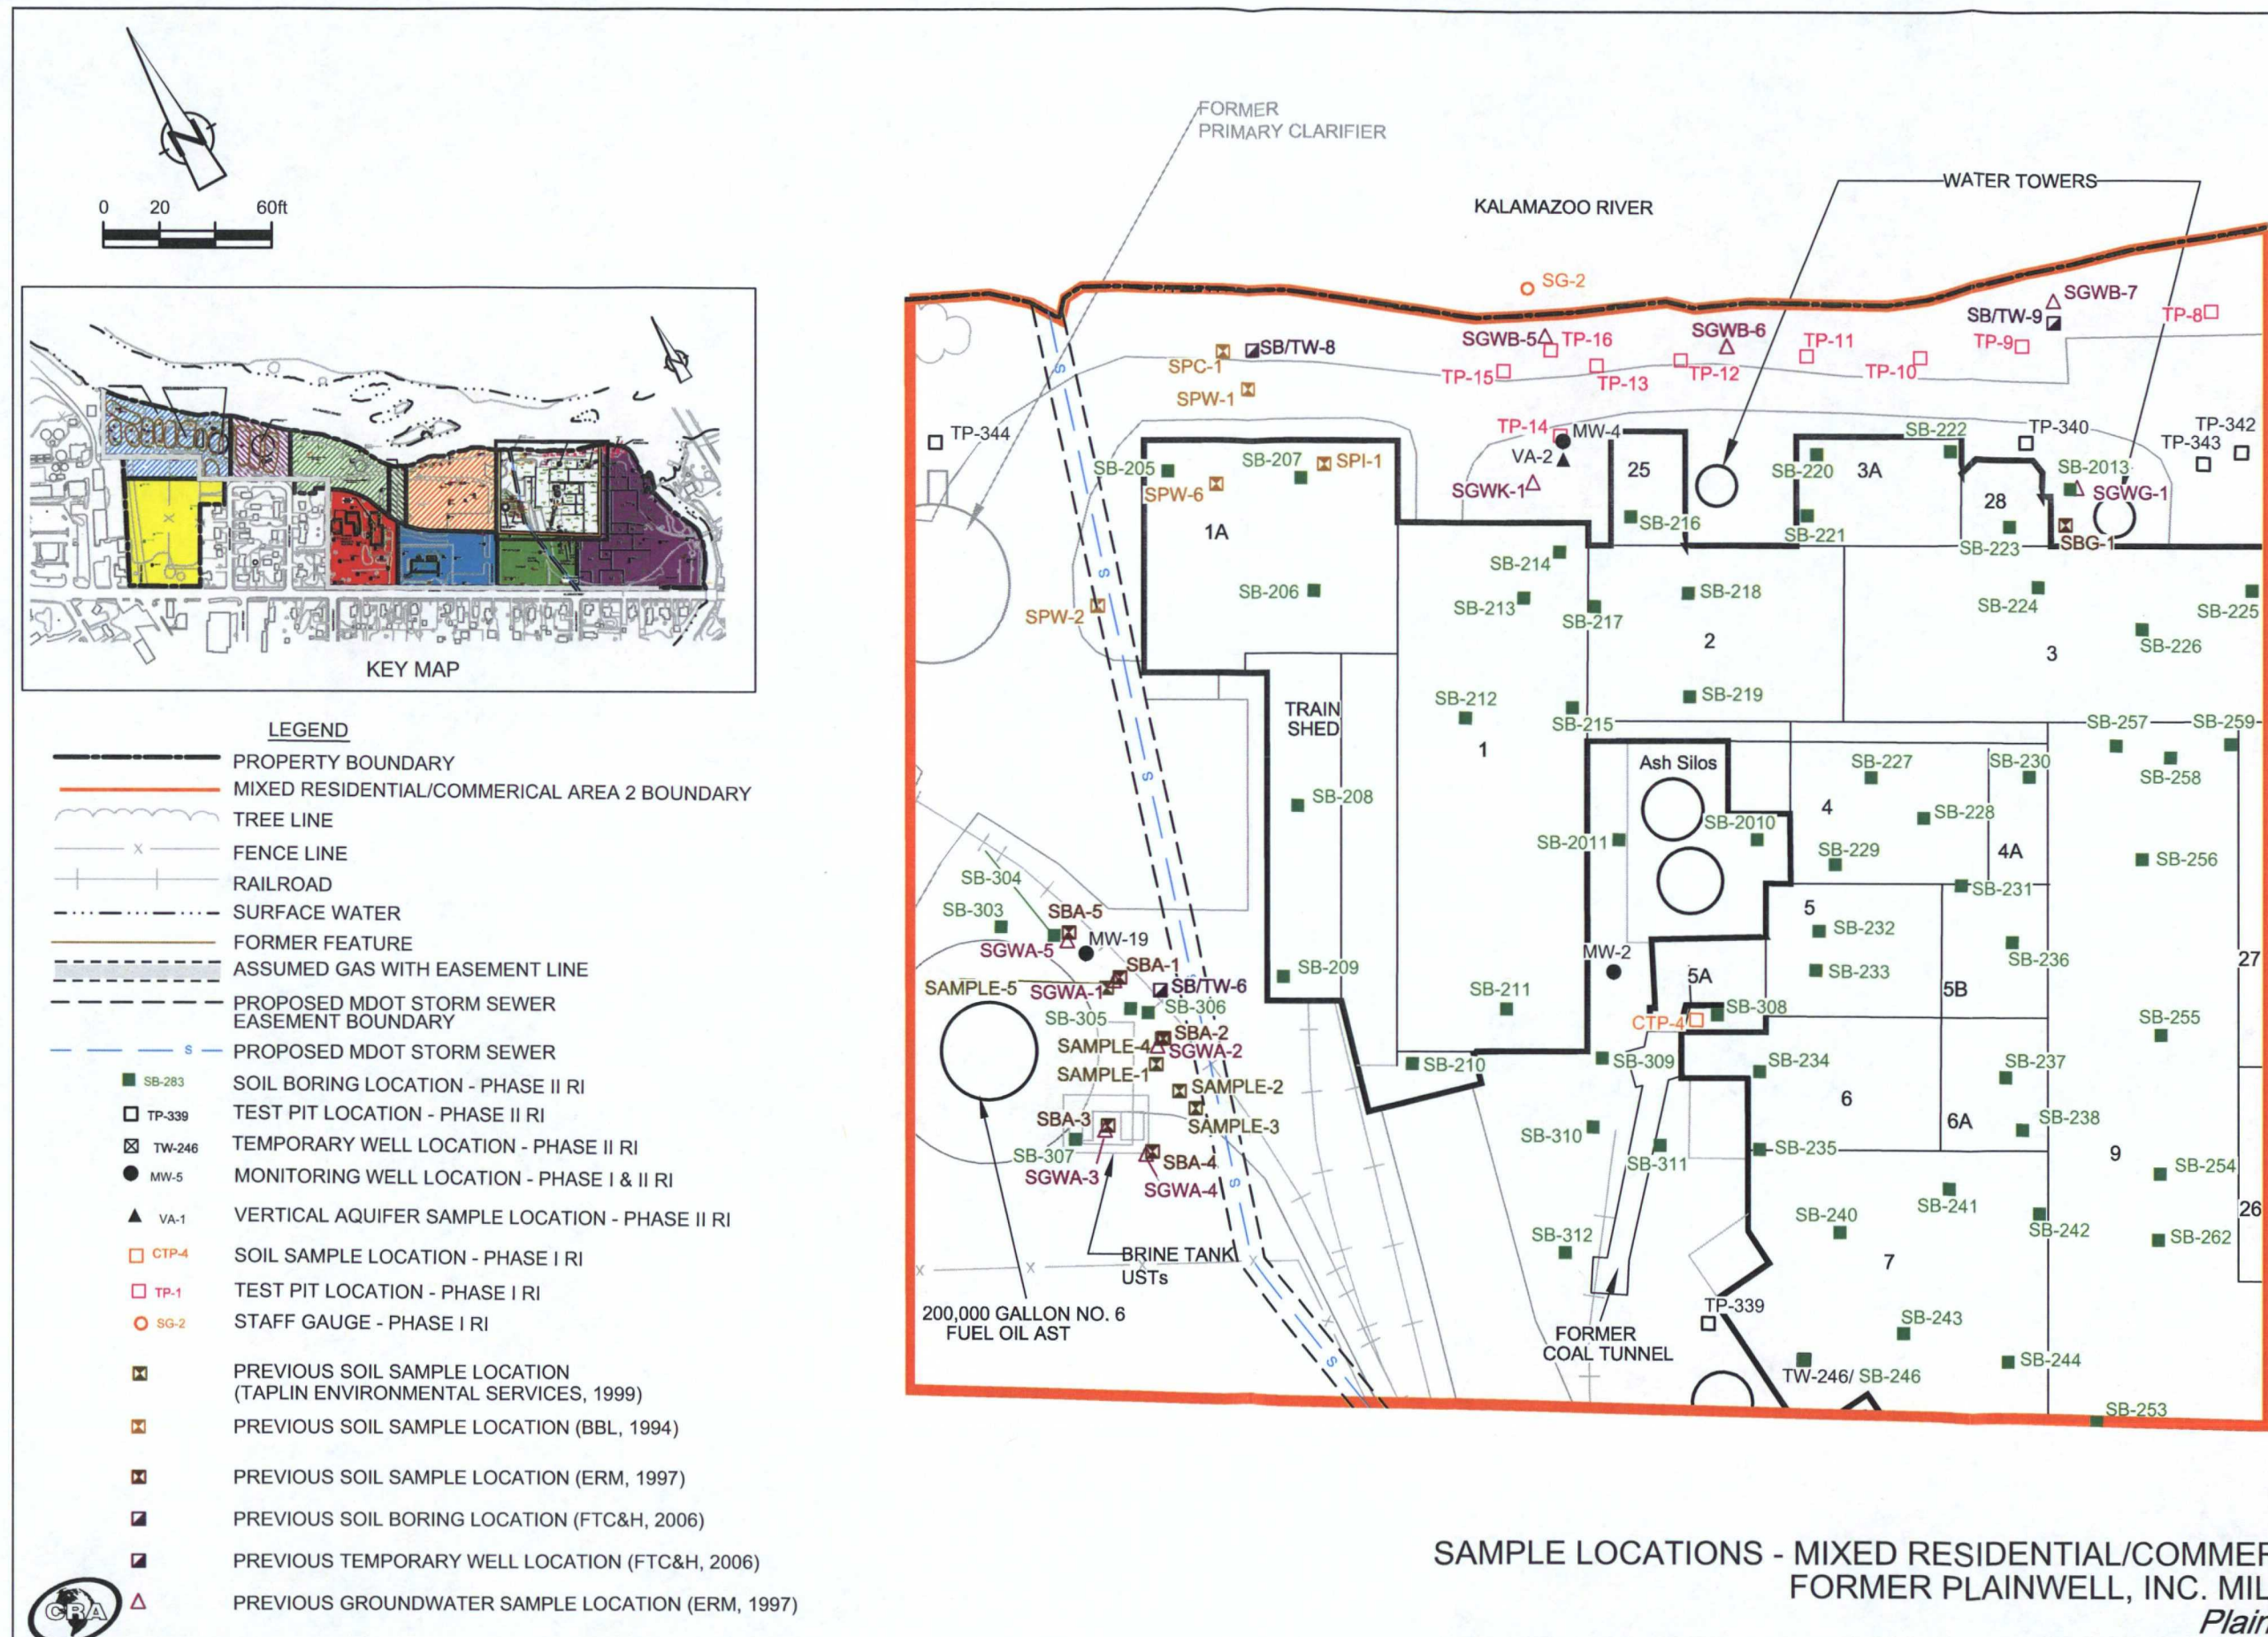 N
0 20 60ft
KEY MAP
LEGEND
PROPERTY BOUNDARY
MIXED RESIDENTIAL/COMMERICAL AREA 2 BOUNDARY
TREE LINE
X FENCE LINE
RAILROAD
SURFACE WATER
FORMER FEATURE
ASSUMED GAS WITH EASEMENT LINE
PROPOSED MDOT STORM SEWER
EASEMENT BOUNDARY
S PROPOSED MDOT STORM SEWER
SB-283 SOIL BORING LOCATION - PHASE II RI
TP-339 TEST PIT LOCATION - PHASE II RI
TW-246 TEMPORARY WELL LOCATION - PHASE II RI
MW-5 MONITORING WELL LOCATION - PHASE I & II RI
VA-1 VERTICAL AQUIFER SAMPLE LOCATION - PHASE II RI
CTP-4 SOIL SAMPLE LOCATION - PHASE I RI
TP-1 TEST PIT LOCATION - PHASE I RI
SG-2 STAFF GAUGE - PHASE I RI
PREVIOUS SOIL SAMPLE LOCATION
(TAPLIN ENVIRONMENTAL SERVICES, 1999)
PREVIOUS SOIL SAMPLE LOCATION (BBL, 1994)
PREVIOUS SOIL SAMPLE LOCATION (ERM, 1997)
PREVIOUS SOIL BORING LOCATION (FTC&H, 2006)
PREVIOUS TEMPORARY WELL LOCATION (FTC&H, 2006)
PREVIOUS GROUNDWATER SAMPLE LOCATION (ERM, 1997)
CRA
FORMER
PRIMARY CLARIFIER
KALAMAZOO RIVER
WATER TOWERS
SG-2
SGWB-7
SB/TW-9
TP-8
SGWB-5
TP-16
SGWB-6
TP-11
TP-9
SB/TW-8
SPC-1
TP-15
TP-13
TP-12
TP-10
SPW-1
TP-344
TP-14
MW-4
VA-2
SB-222
TP-340
TP-342
TP-343
SB-205
SB-207
SPI-1
25
SB-220
3A
SB-2013
SPW-6
SGWK-1
SGWG-1
1A
SB-216
SB-221
28
SB-223
SBG-1
SB-214
SB-206
SB-213
SB-217
SB-218
SB-224
SB-225
SPW-2
2
SB-226
3
SB-212
SB-219
TRAIN
SHED
SB-215
SB-257
SB-259
1
Ash Silos
SB-227
SB-230
SB-258
SB-208
4
SB-228
SB-2011
SB-2010
SB-229
4A
SB-256
SB-304
SB-231
SB-303
SBA-5
5
SB-232
SGWA-5
MW-19
MW-2
SB-236
27
SBA-1
SB-209
5A
SB-233
SAMPLE-5
SGWA-1
SB/TW-6
5B
SB-305
SB-306
SB-211
CTP-4
SB-308
SB-255
SBA-2
SAMPLE-4
SGWA-2
SAMPLE-1
SB-210
SB-309
SB-234
SB-237
SAMPLE-2
6
SBA-3
SAMPLE-3
SB-310
6A
SB-238
SB-307
SBA-4
SB-311
SB-235
9
SB-254
SGWA-3
SGWA-4
SB-241
26
SB-240
SB-242
SB-262
SB-312
BRINE TANK
USTs
7
200,000 GALLON NO. 6
FUEL OIL AST
TP-339
FORMER
COAL TUNNEL
SB-243
SB-244
TW-246/ SB-246
SB-253
S
S
S
S
S
X
X
X
X
SAMPLE LOCATIONS - MIXED RESIDENTIAL/COMMER
FORMER PLAINWELL, INC. MIL
Plain